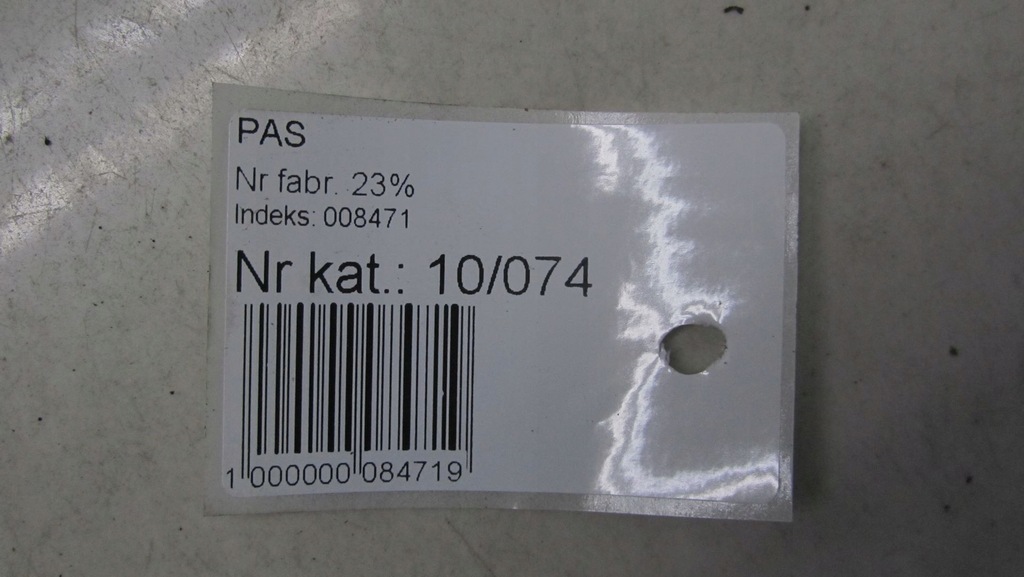 PAS
Nr fabr. 23%
Indeks: 008471
Nr kat.: 10/074
1 000000 084719